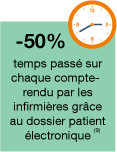 -50%
temps passé sur
chaque compte-
rendu par les
infirmières grâce
au dossier patient
électronique (9)